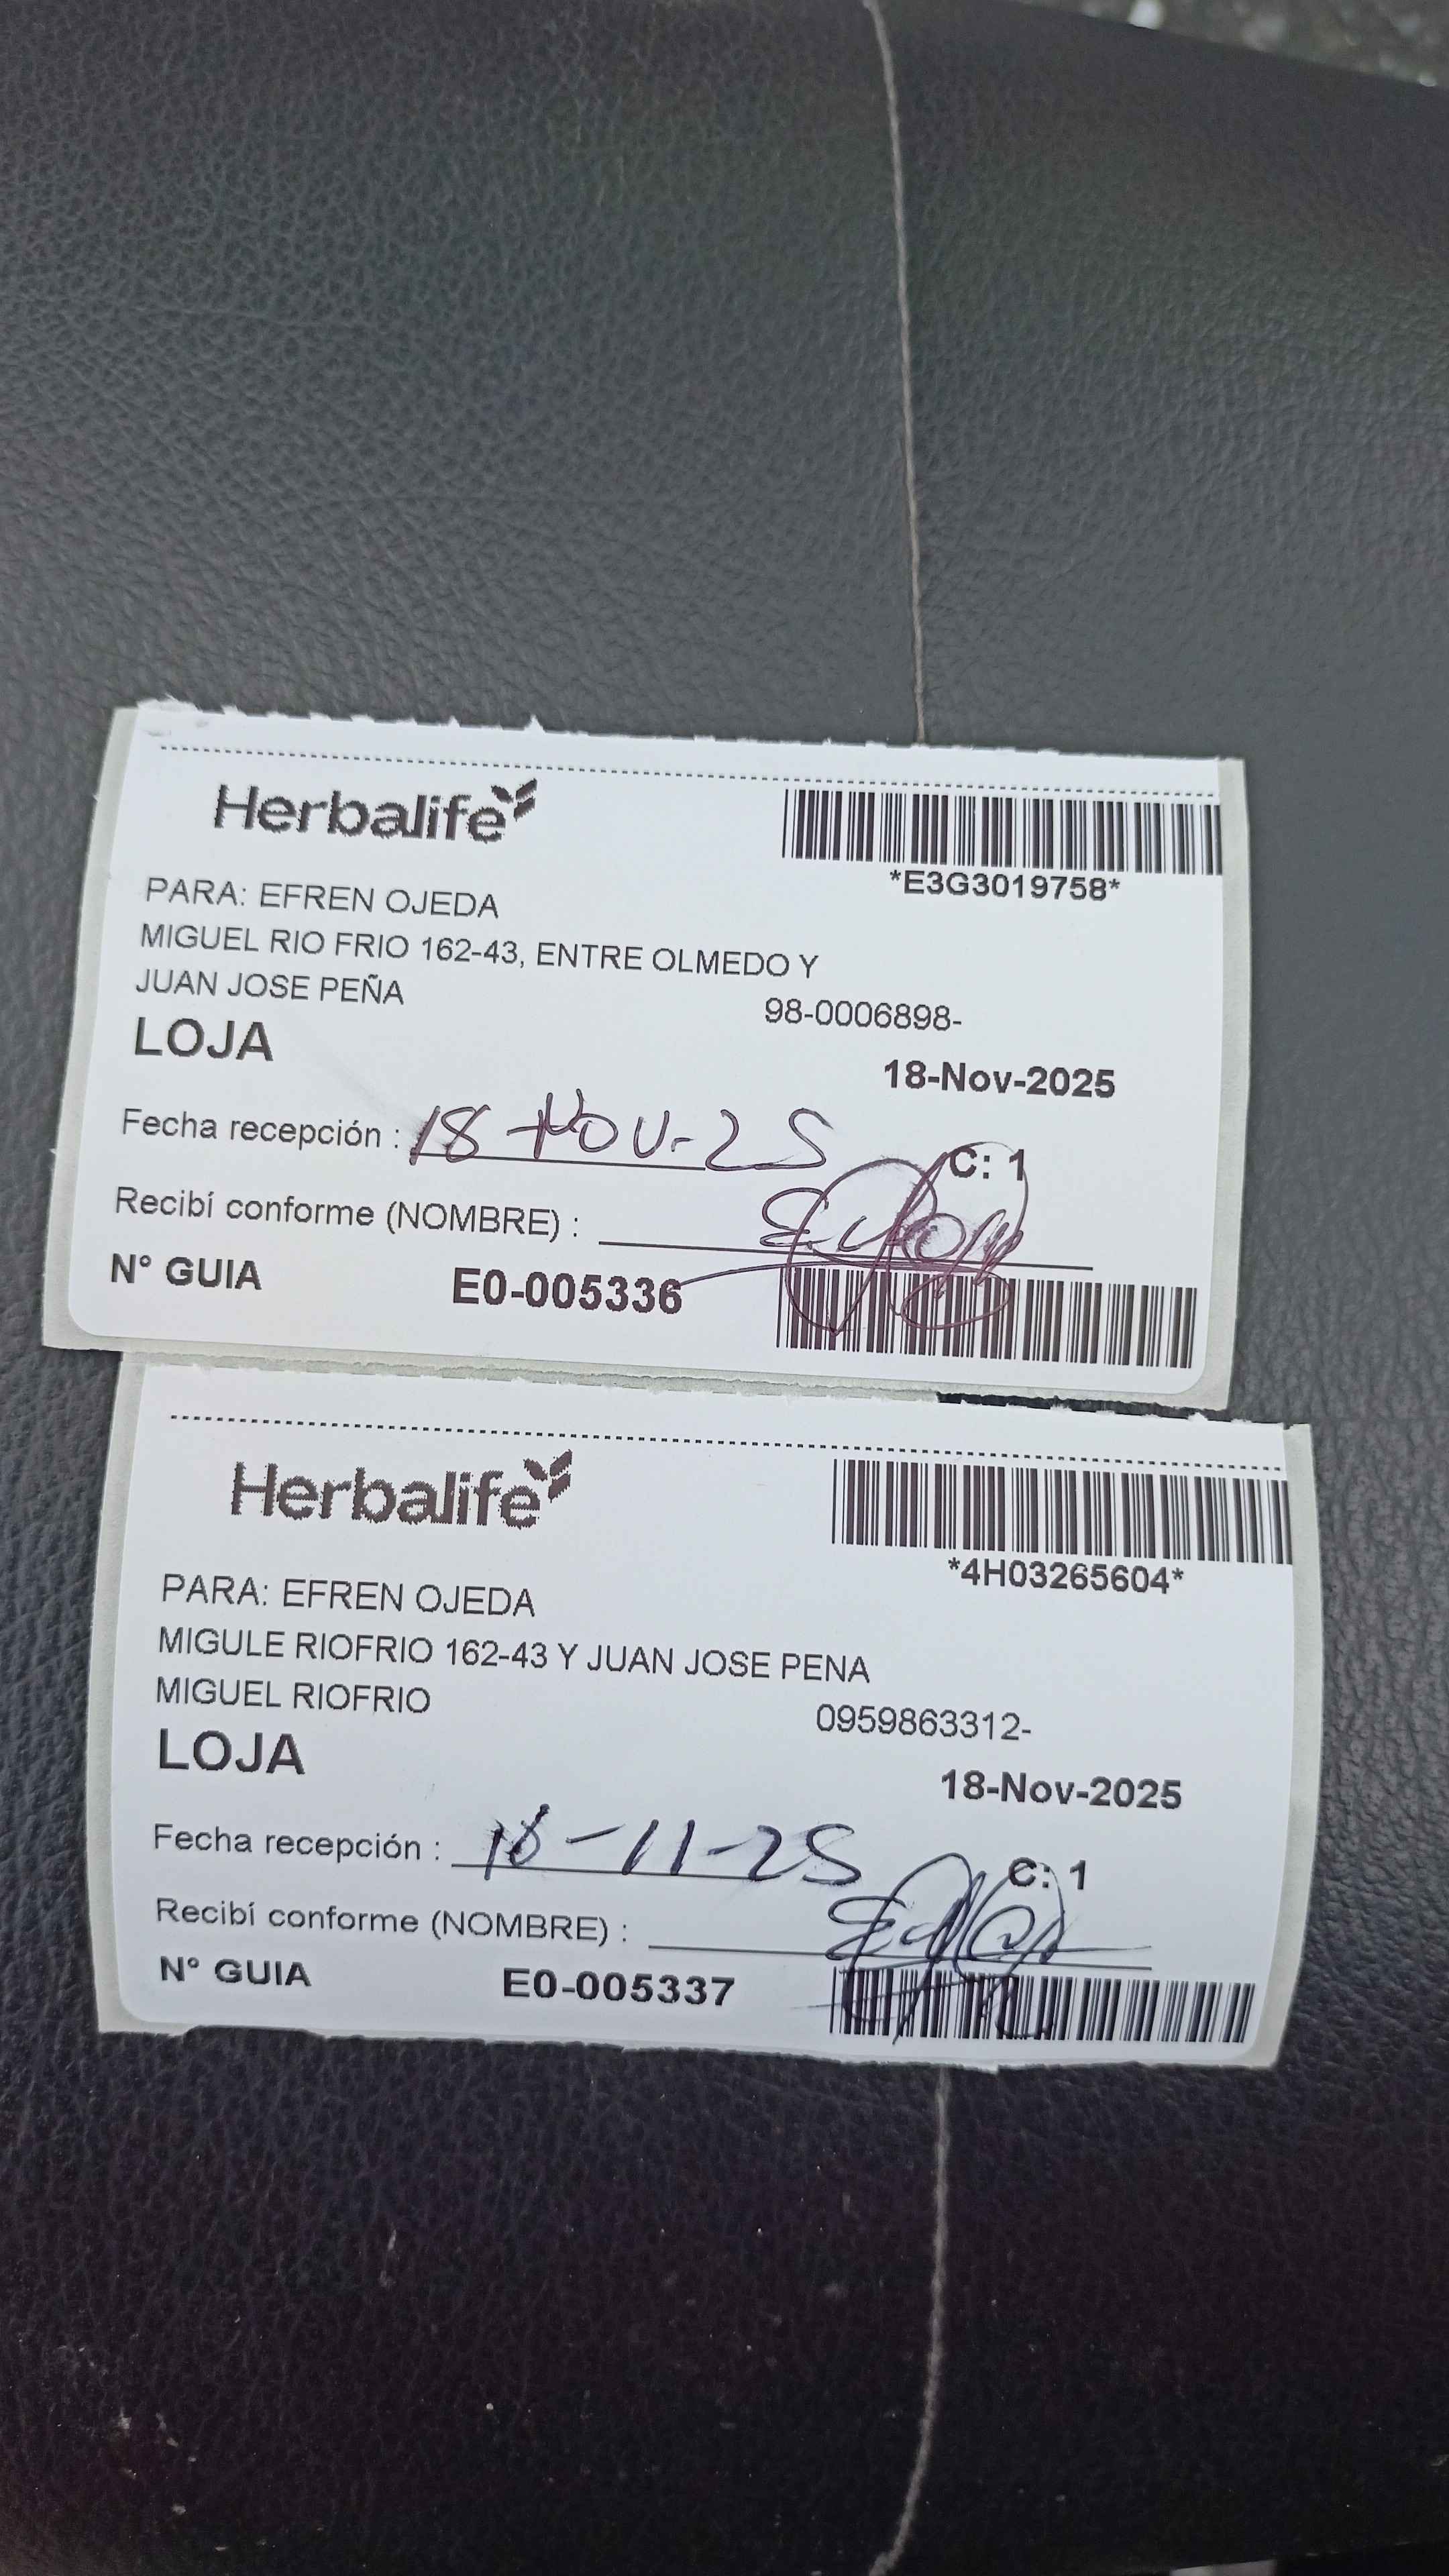 Herbalife
*E3G3019758*
PARA: EFREN OJEDA
MIGUEL RIO FRIO 162-43, ENTRE OLMEDO Y
JUAN JOSE PEÑA
98-0006898-
LOJA
18-Nov-2025
Fecha recepción : 18-NOV-25
C: 1
Recibí conforme (NOMBRE) :
N° GUIA E0-005336
Herbalife
*4H03265604*
PARA: EFREN OJEDA
MIGULE RIOFRIO 162-43 Y JUAN JOSE PENA
MIGUEL RIOFRIO
0959863312-
LOJA
18-Nov-2025
Fecha recepción : 18-11-25
C: 1
Recibí conforme (NOMBRE) :
N° GUIA E0-005337